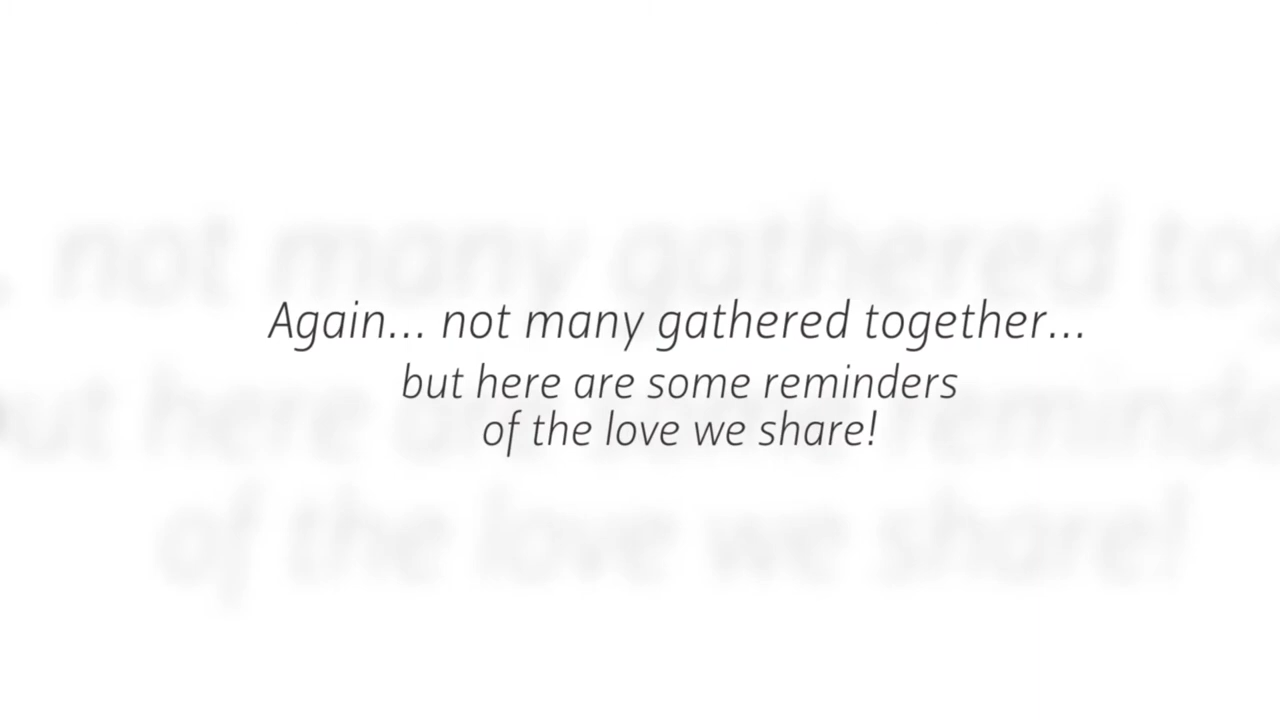 Again... not many gathered together...
but here are some reminders
of the love we share!